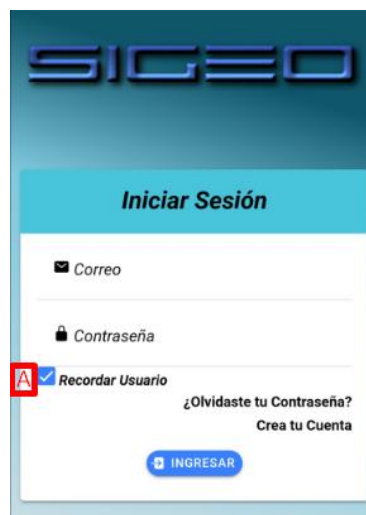 SIGEO
Iniciar Sesión
Correo
Contraseña
A Recordar Usuario
¿Olvidaste tu Contraseña?
Crea tu Cuenta
INGRESAR